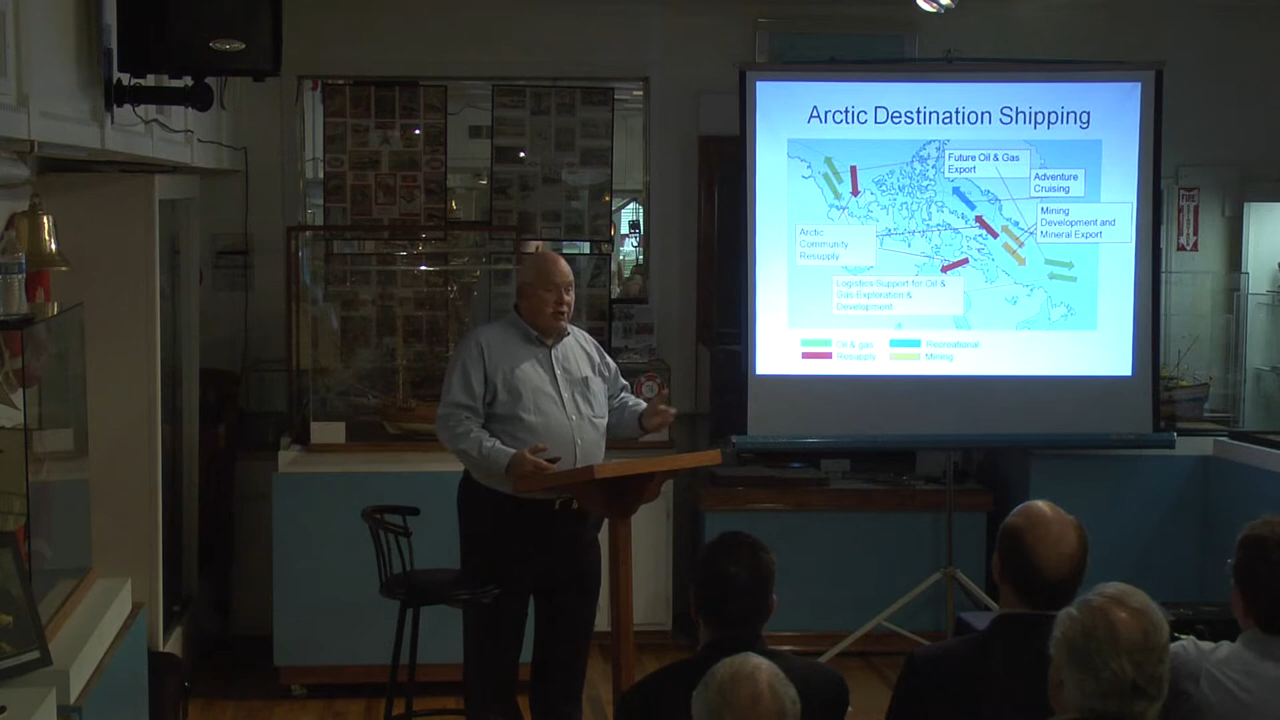 Arctic Destination Shipping
Future Oil & Gas
Export
Adventure
Cruising
Mining
Development and
Mineral Export
Arctic
Community
Resupply
Logistics Support for Oil &
Gas Exploration &
Development
Oil & gas
Recreational
Resupply
Mining
FIRE